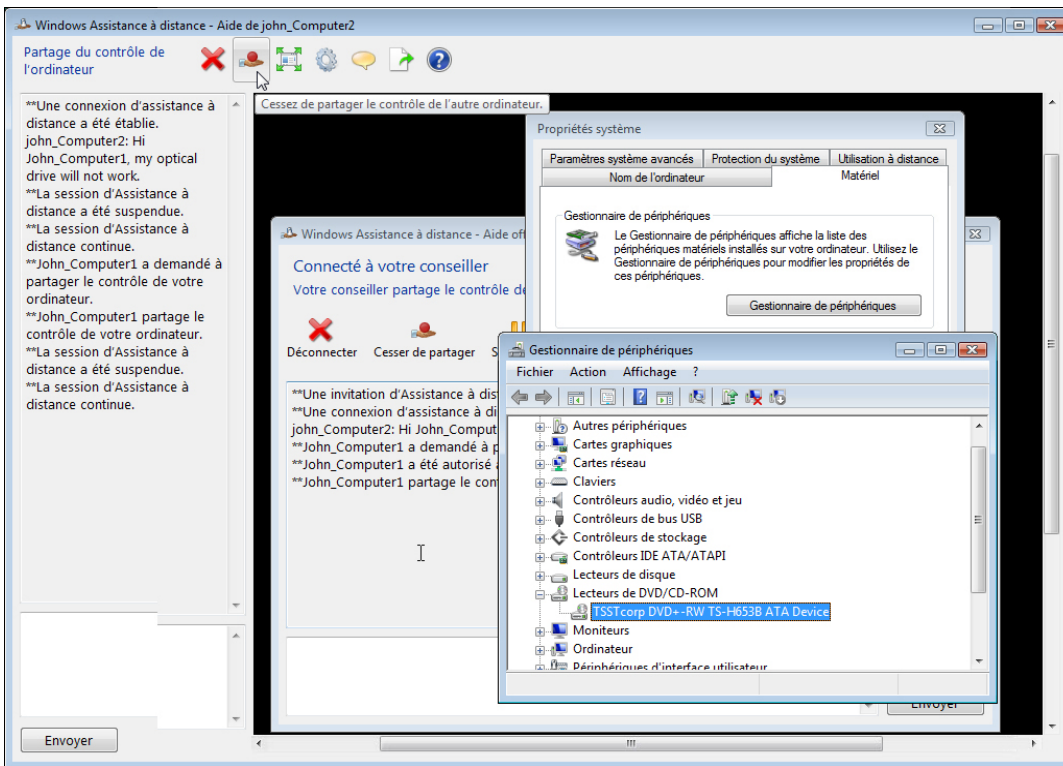 Windows Assistance à distance - Aide de john_Computer2
Partage du contrôle de
l'ordinateur
Cessez de partager le contrôle de l'autre ordinateur.
**Une connexion d'assistance à
distance a été établie.
john_Computer2: Hi
John_Computer1, my optical
drive will not work.
**La session d'Assistance à
distance a été suspendue.
**La session d'Assistance à
distance continue.
**John_Computer1 a demandé à
partager le contrôle de votre
ordinateur.
**John_Computer1 partage le
contrôle de votre ordinateur.
**La session d'Assistance à
distance a été suspendue.
**La session d'Assistance à
distance continue.
Envoyer
Windows Assistance à distance - Aide off
Connecté à votre conseiller
Votre conseiller partage le contrôle de
Déconnecter Cesser de partager S
**Une invitation d'Assistance à dis
**Une connexion d'assistance à di
john_Computer2: Hi John_Comput
**John_Computer1 a demandé à p
**John_Computer1 a été autorisé à
**John_Computer1 partage le con
Envoyer
Propriétés système
Paramètres système avancés Protection du système Utilisation à distance
Nom de l'ordinateur Matériel
Gestionnaire de périphériques
Le Gestionnaire de périphériques affiche la liste des
périphériques matériels installés sur votre ordinateur. Utilisez le
Gestionnaire de périphériques pour modifier les propriétés de
ces périphériques.
Gestionnaire de périphériques
Gestionnaire de périphériques
Fichier Action Affichage ?
Autres périphériques
Cartes graphiques
Cartes réseau
Claviers
Contrôleurs audio, vidéo et jeu
Contrôleurs de bus USB
Contrôleurs de stockage
Contrôleurs IDE ATA/ATAPI
Lecteurs de disque
Lecteurs de DVD/CD-ROM
TSSTcorp DVD+-RW TS-H653B ATA Device
Moniteurs
Ordinateur
Périphériques d'interface utilisateur